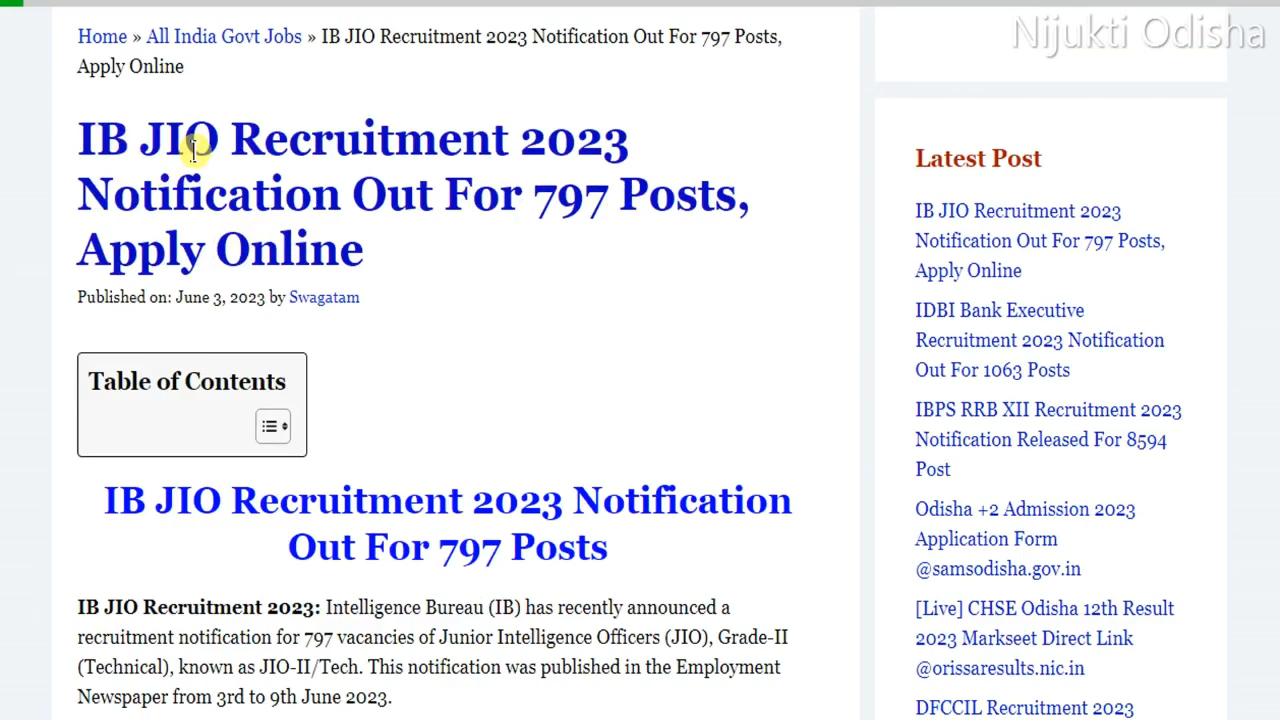 Nijukti Odisha
Home » All India Govt Jobs » IB JIO Recruitment 2023 Notification Out For 797 Posts,
Apply Online
IB JIO Recruitment 2023
Notification Out For 797 Posts,
Apply Online
Published on: June 3, 2023 by Swagatam
Table of Contents
IB JIO Recruitment 2023 Notification
Out For 797 Posts
IB JIO Recruitment 2023: Intelligence Bureau (IB) has recently announced a
recruitment notification for 797 vacancies of Junior Intelligence Officers (JIO), Grade-II
(Technical), known as JIO-II/Tech. This notification was published in the Employment
Newspaper from 3rd to 9th June 2023.
Latest Post
IB JIO Recruitment 2023
Notification Out For 797 Posts,
Apply Online
IDBI Bank Executive
Recruitment 2023 Notification
Out For 1063 Posts
IBPS RRB XII Recruitment 2023
Notification Released For 8594
Post
Odisha +2 Admission 2023
Application Form
@samsodisha.gov.in
[Live] CHSE Odisha 12th Result
2023 Markseet Direct Link
@orissaresults.nic.in
DFCCIL Recruitment 2023